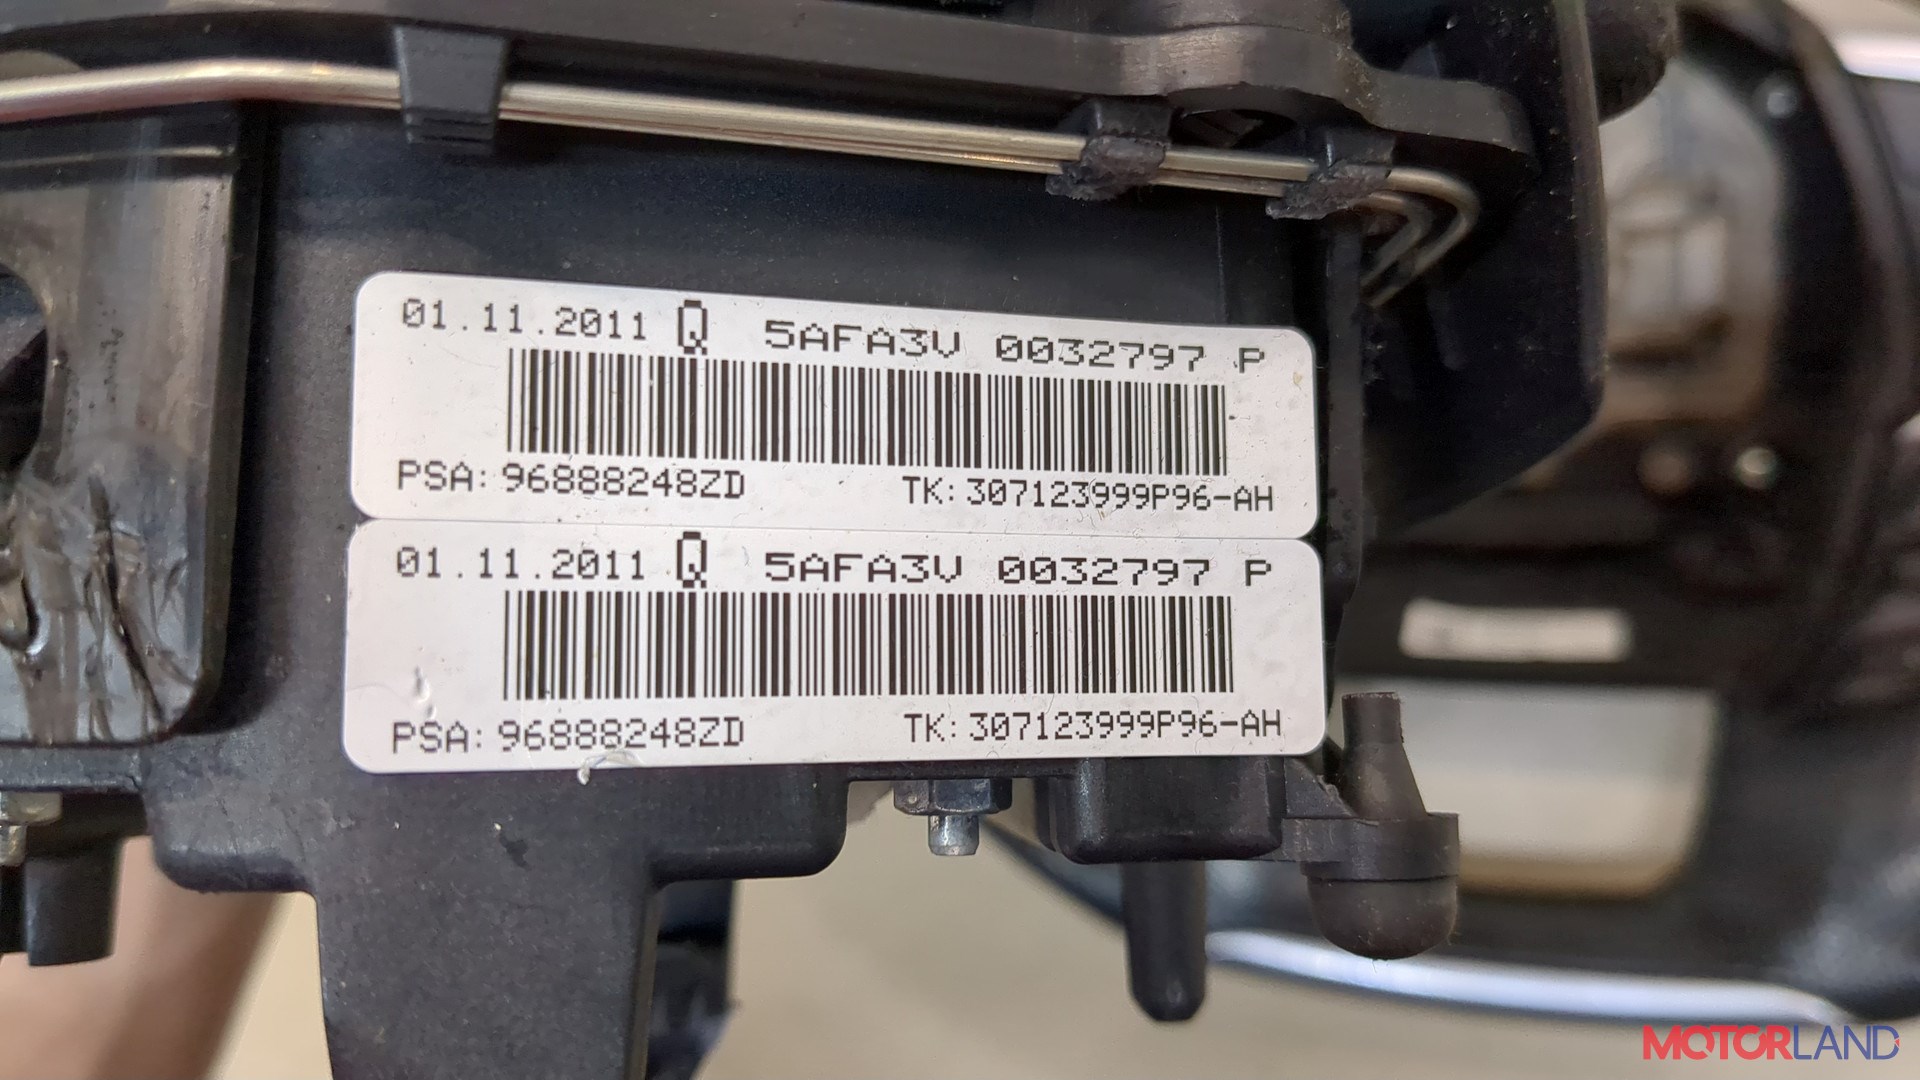 01.11.2011 Q 5AFA3V 0032797 P
PSA: 96888248ZD TK: 307123999P96-AH
01.11.2011 Q 5AFA3V 0032797 P
PSA: 96888248ZD TK: 307123999P96-AH
MOTORLAND